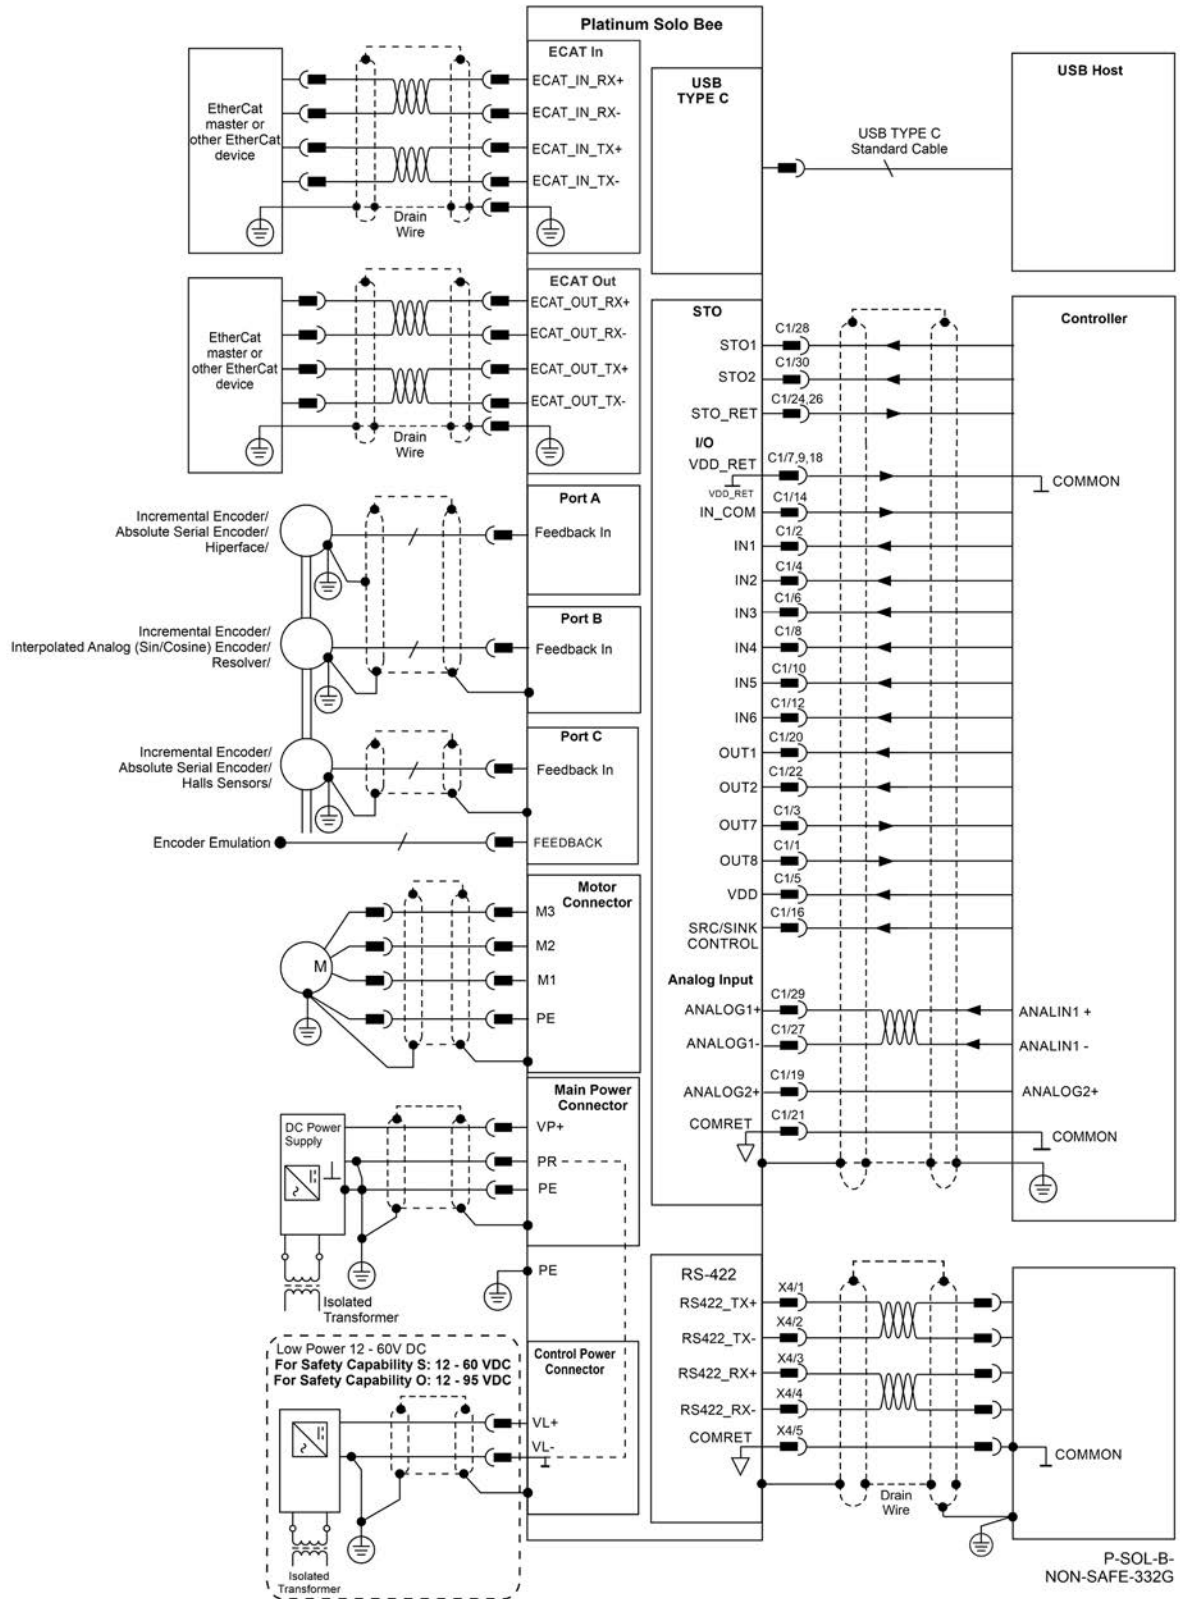 Platinum Solo Bee
ECAT In
ECAT_IN_RX+
ECAT_IN_RX-
ECAT_IN_TX+
ECAT_IN_TX-
EtherCat
master or
other EtherCat
device
Drain
Wire
ECAT Out
ECAT_OUT_RX+
ECAT_OUT_RX-
ECAT_OUT_TX+
ECAT_OUT_TX-
EtherCat
master or
other EtherCat
device
Drain
Wire
Port A
Feedback In
Incremental Encoder/
Absolute Serial Encoder/
Hiperface/
Port B
Feedback In
Incremental Encoder/
Interpolated Analog (Sin/Cosine) Encoder/
Resolver/
Port C
Feedback In
Incremental Encoder/
Absolute Serial Encoder/
Halls Sensors/
Encoder Emulation
FEEDBACK
Motor
Connector
M3
M2
M1
PE
M
Main Power
Connector
VP+
PR
PE
DC Power
Supply
PE
Isolated
Transformer
Low Power 12 - 60V DC
For Safety Capability S: 12 - 60 VDC
For Safety Capability O: 12 - 95 VDC
Control Power
Connector
VL+
VL-
Isolated
Transformer
USB
TYPE C
USB TYPE C
Standard Cable
USB Host
STO
Controller
C1/28
STO1
C1/30
STO2
C1/24,26
STO_RET
I/O
C1/7,9,18
VDD_RET
VDD_RET
COMMON
C1/14
IN_COM
C1/2
IN1
C1/4
IN2
C1/6
IN3
C1/8
IN4
C1/10
IN5
C1/12
IN6
C1/20
OUT1
C1/22
OUT2
C1/3
OUT7
C1/1
OUT8
C1/5
VDD
C1/16
SRC/SINK
CONTROL
Analog Input
C1/29
ANALOG1+
ANALIN1 +
C1/27
ANALOG1-
ANALIN1 -
C1/19
ANALOG2+
ANALOG2+
C1/21
COMRET
COMMON
RS-422
X4/1
RS422_TX+
X4/2
RS422_TX-
X4/3
RS422_RX+
X4/4
RS422_RX-
X4/5
COMRET
COMMON
Drain
Wire
P-SOL-B-
NON-SAFE-332G